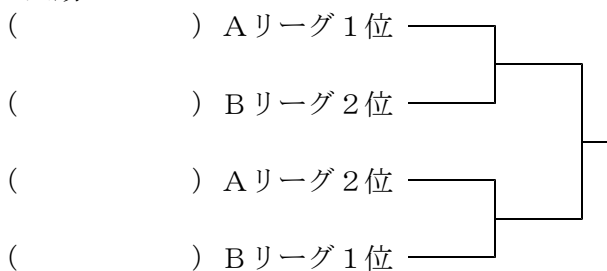 (　　　　) Aリーグ1位
(　　　　) Bリーグ2位
(　　　　) Aリーグ2位
(　　　　) Bリーグ1位